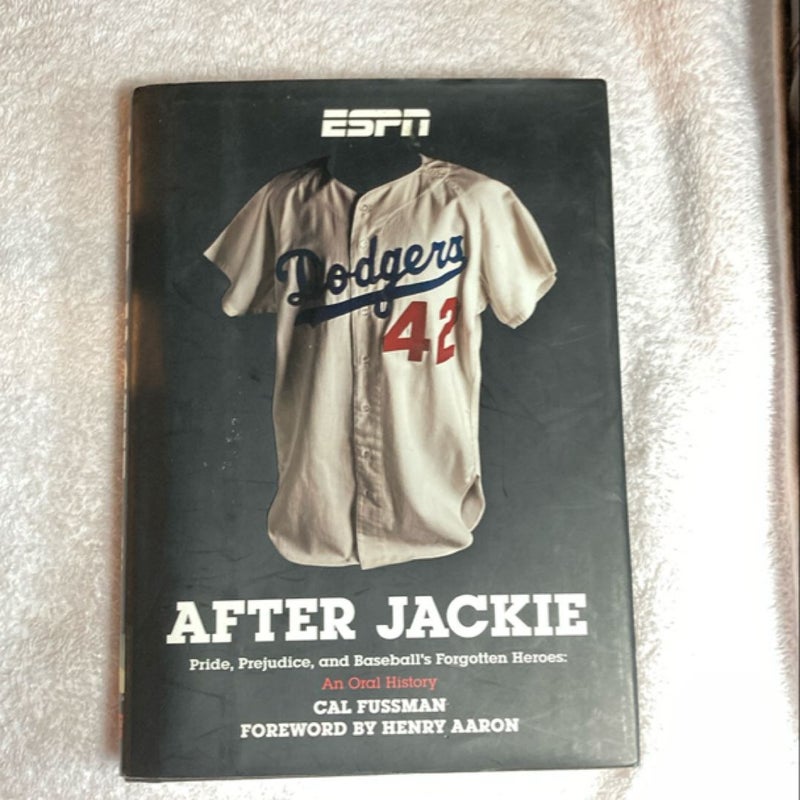 ESPN
Dodgers
42
AFTER JACKIE
Pride, Prejudice, and Baseball's Forgotten Heroes:
An Oral History
CAL FUSSMAN
FOREWORD BY HENRY AARON